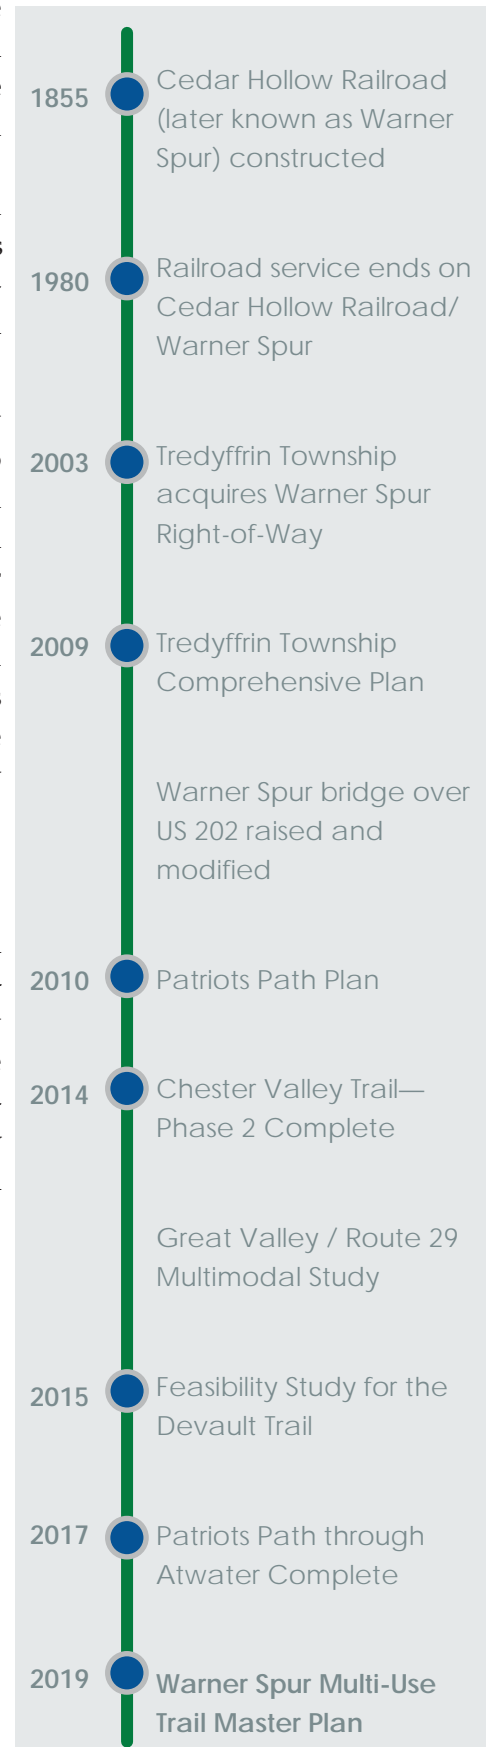 1855
Cedar Hollow Railroad
(later known as Warner
Spur) constructed
1980
Railroad service ends on
Cedar Hollow Railroad/
Warner Spur
2003
Tredyffrin Township
acquires Warner Spur
Right-of-Way
2009
Tredyffrin Township
Comprehensive Plan
Warner Spur bridge over
US 202 raised and
modified
2010
Patriots Path Plan
2014
Chester Valley Trail—
Phase 2 Complete
Great Valley / Route 29
Multimodal Study
2015
Feasibility Study for the
Devault Trail
2017
Patriots Path through
Atwater Complete
2019
Warner Spur Multi-Use
Trail Master Plan